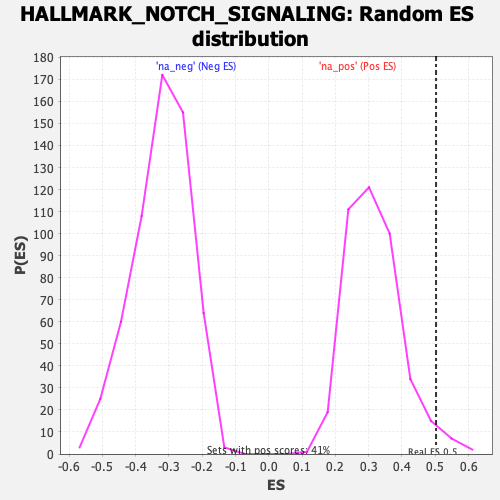 HALLMARK_NOTCH_SIGNALING: Random ES
distribution
'na_neg' (Neg ES)
'na_pos' (Pos ES)
180
170
160
150
140
130
120
110
100
90
80
70
60
50
40
30
20
10
0
P(ES)
Sets with pos scores: 41%
Real ES 0.5
-0.6 -0.5 -0.4 -0.3 -0.2 -0.1 0.0 0.1 0.2 0.3 0.4 0.5 0.6
ES